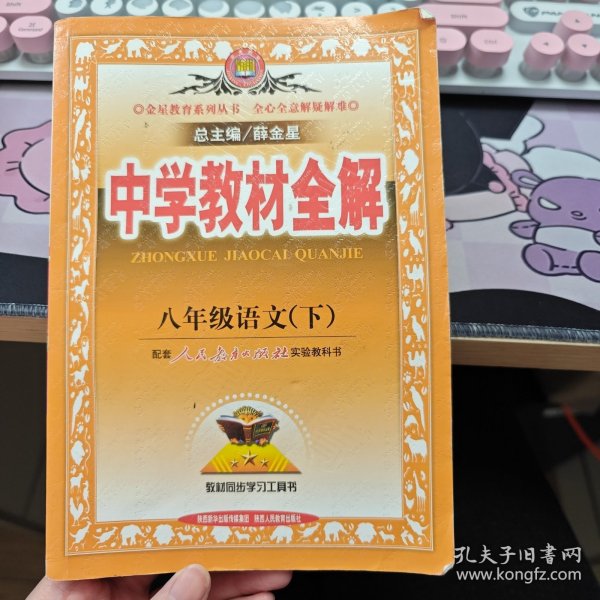 ◎金星教育系列丛书 全心全意解疑解难◎
总主编/薛金星
中学教材全解
ZHONGXUE JIAOCAI QUANJIE
八年级语文(下)
配套人民教育出版社实验教科书
教材同步学习工具书
陕西新华出版传媒集团 陕西人民教育出版社
孔夫子旧书网
www.kongfz.com